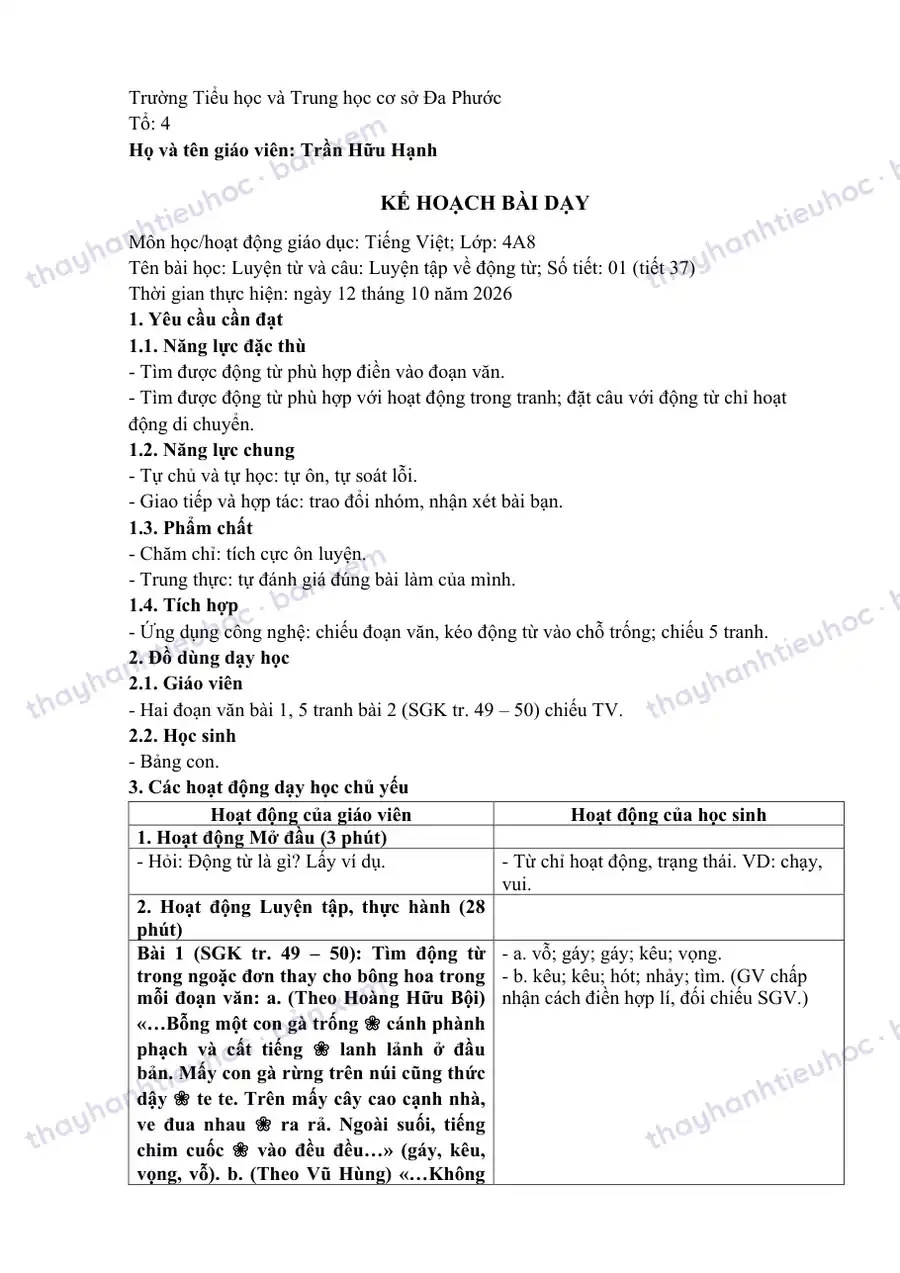 Trường Tiểu học và Trung học cơ sở Đa Phước
Tổ: 4
Họ và tên giáo viên: Trần Hữu Hạnh
KẾ HOẠCH BÀI DẠY
Môn học/hoạt động giáo dục: Tiếng Việt; Lớp: 4A8
Tên bài học: Luyện từ và câu: Luyện tập về động từ; Số tiết: 01 (tiết 37)
Thời gian thực hiện: ngày 12 tháng 10 năm 2026
1. Yêu cầu cần đạt
1.1. Năng lực đặc thù
- Tìm được động từ phù hợp điền vào đoạn văn.
- Tìm được động từ phù hợp với hoạt động trong tranh; đặt câu với động từ chỉ hoạt
động di chuyển.
1.2. Năng lực chung
- Tự chủ và tự học: tự ôn, tự soát lỗi.
- Giao tiếp và hợp tác: trao đổi nhóm, nhận xét bài bạn.
1.3. Phẩm chất
- Chăm chỉ: tích cực ôn luyện.
- Trung thực: tự đánh giá đúng bài làm của mình.
1.4. Tích hợp
- Ứng dụng công nghệ: chiếu đoạn văn, kéo động từ vào chỗ trống; chiếu 5 tranh.
2. Đồ dùng dạy học
2.1. Giáo viên
- Hai đoạn văn bài 1, 5 tranh bài 2 (SGK tr. 49 – 50) chiếu TV.
2.2. Học sinh
- Bảng con.
3. Các hoạt động dạy học chủ yếu
Hoạt động của giáo viên
Hoạt động của học sinh
1. Hoạt động Mở đầu (3 phút)
- Hỏi: Động từ là gì? Lấy ví dụ.
- Từ chỉ hoạt động, trạng thái. VD: chạy,
vui.
2. Hoạt động Luyện tập, thực hành (28
phút)
Bài 1 (SGK tr. 49 – 50): Tìm động từ
trong ngoặc đơn thay cho bông hoa trong
mỗi đoạn văn: a. (Theo Hoàng Hữu Bội)
«…Bỗng một con gà trống ❀ cánh phành
phạch và cất tiếng ❀ lanh lảnh ở đầu
bản. Mấy con gà rừng trên núi cũng thức
dậy ❀ te te. Trên mấy cây cao cạnh nhà,
ve đua nhau ❀ ra rả. Ngoài suối, tiếng
chim cuốc ❀ vào đều đều…» (gáy, kêu,
vọng, vỗ). b. (Theo Vũ Hùng) «…Không
- a. vỗ; gáy; gáy; kêu; vọng.
- b. kêu; kêu; hót; nhảy; tìm. (GV chấp
nhận cách điền hợp lí, đối chiếu SGV.)
thayhanhtieuhoc · bản xem
thayhanhtieuhoc · b
thayhanhtieuhoc · bản xem
thayhanhtieuhoc · b
thayhanhtieuhoc · bản xem
thayhanhtieuhoc · b